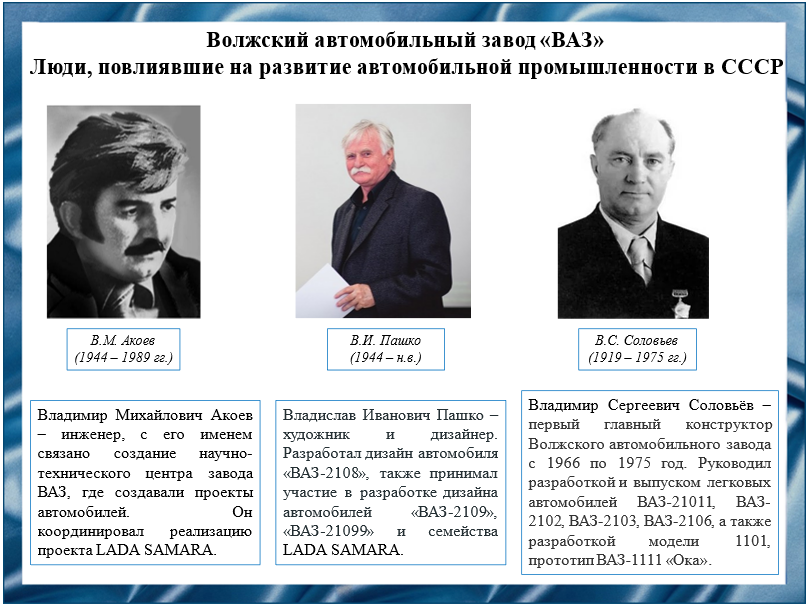 Волжский автомобильный завод «ВАЗ»
Люди, повлиявшие на развитие автомобильной промышленности в СССР
В.М. Акоев
(1944 – 1989 гг.)
В.И. Пашко
(1944 – н.в.)
В.С. Соловьев
(1919 – 1975 гг.)
Владимир Михайлович Акоев
– инженер, с его именем
связано создание научно-
технического центра завода
ВАЗ, где создавали проекты
автомобилей. Он
координировал реализацию
проекта LADA SAMARA.
Владислав Иванович Пашко –
художник и дизайнер.
Разработал дизайн автомобиля
«ВАЗ-2108», также принимал
участие в разработке дизайна
автомобилей «ВАЗ-2109»,
«ВАЗ-21099» и семейства
LADA SAMARA.
Владимир Сергеевич Соловьёв –
первый главный конструктор
Волжского автомобильного завода
с 1966 по 1975 год. Руководил
разработкой и выпуском легковых
автомобилей ВАЗ-21011, ВАЗ-
2102, ВАЗ-2103, ВАЗ-2106, а также
разработкой модели 1101,
прототип ВАЗ-1111 «Ока».